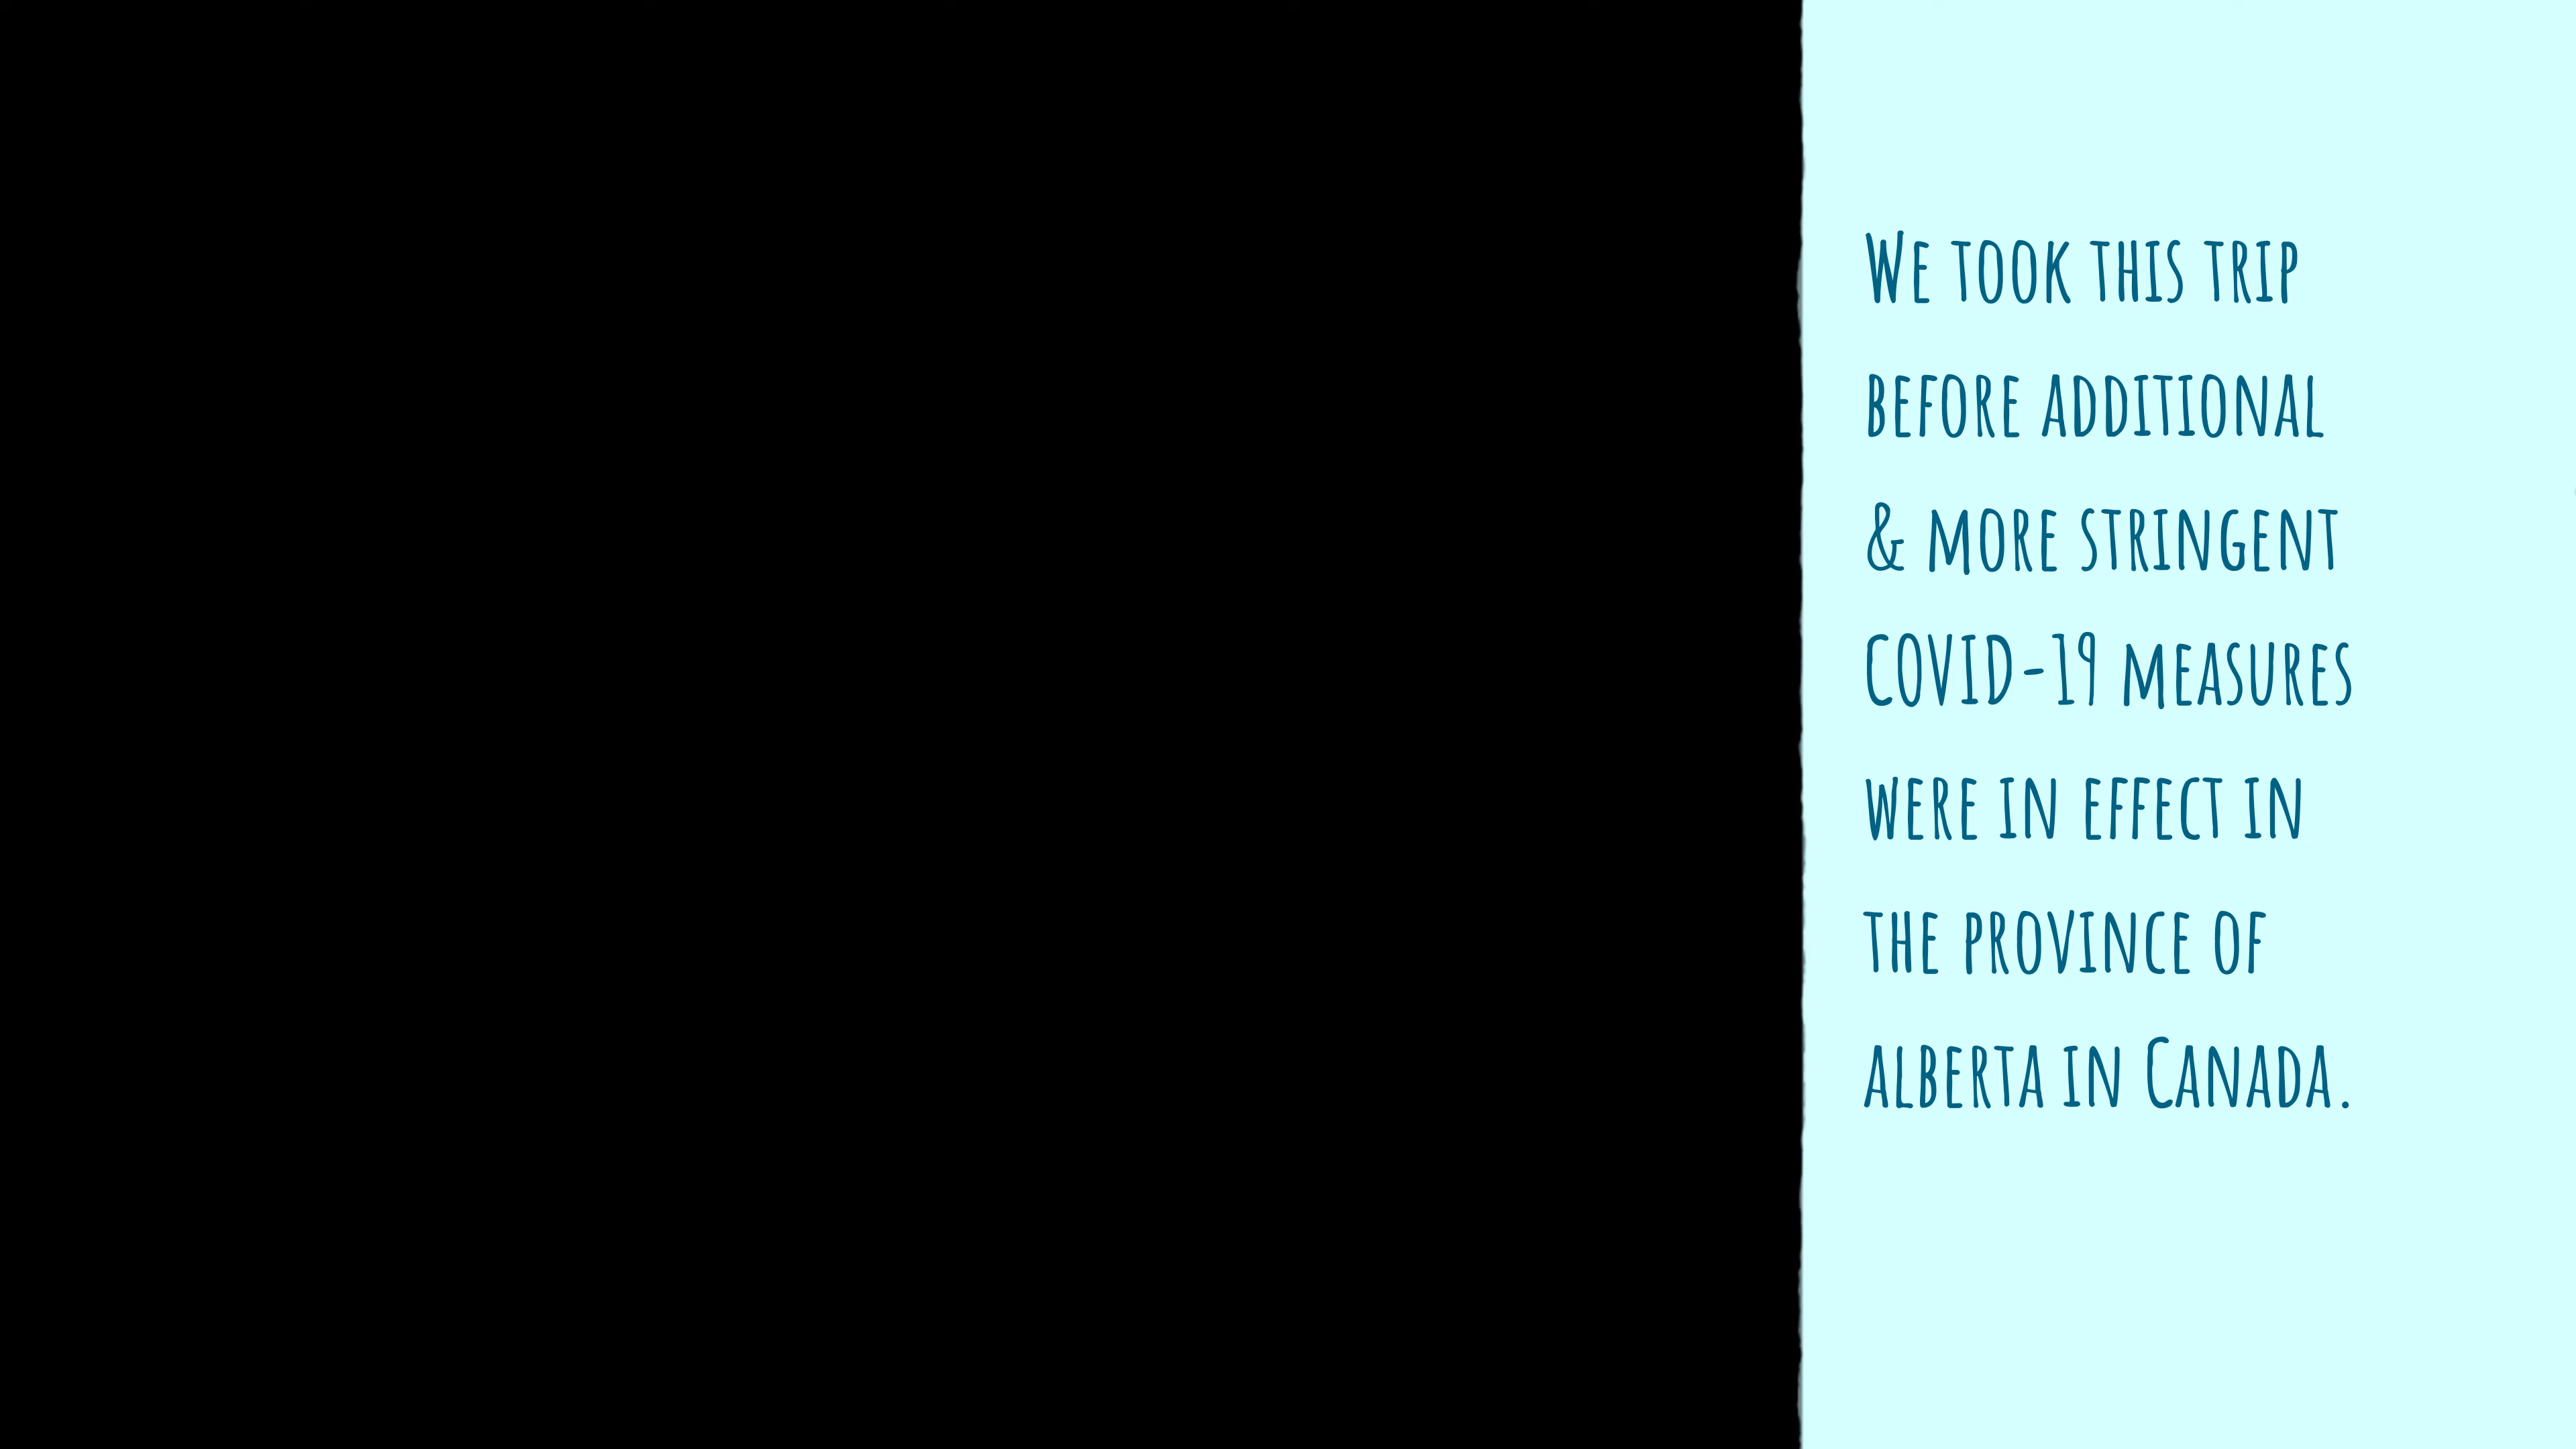 We took this trip
before additional
& more stringent
COVID-19 measures
were in effect in
the province of
alberta in Canada.